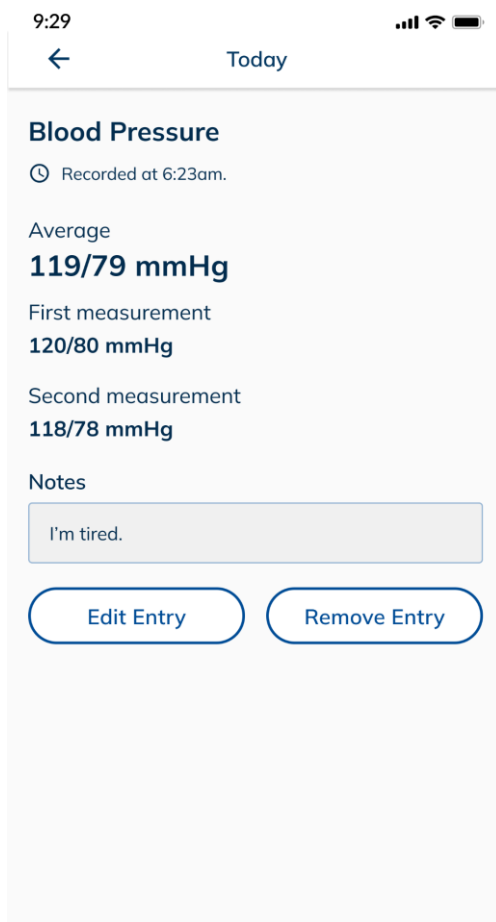 9:29
Today
Blood Pressure
Recorded at 6:23am.
Average
119/79 mmHg
First measurement
120/80 mmHg
Second measurement
118/78 mmHg
Notes
I'm tired.
Edit Entry
Remove Entry